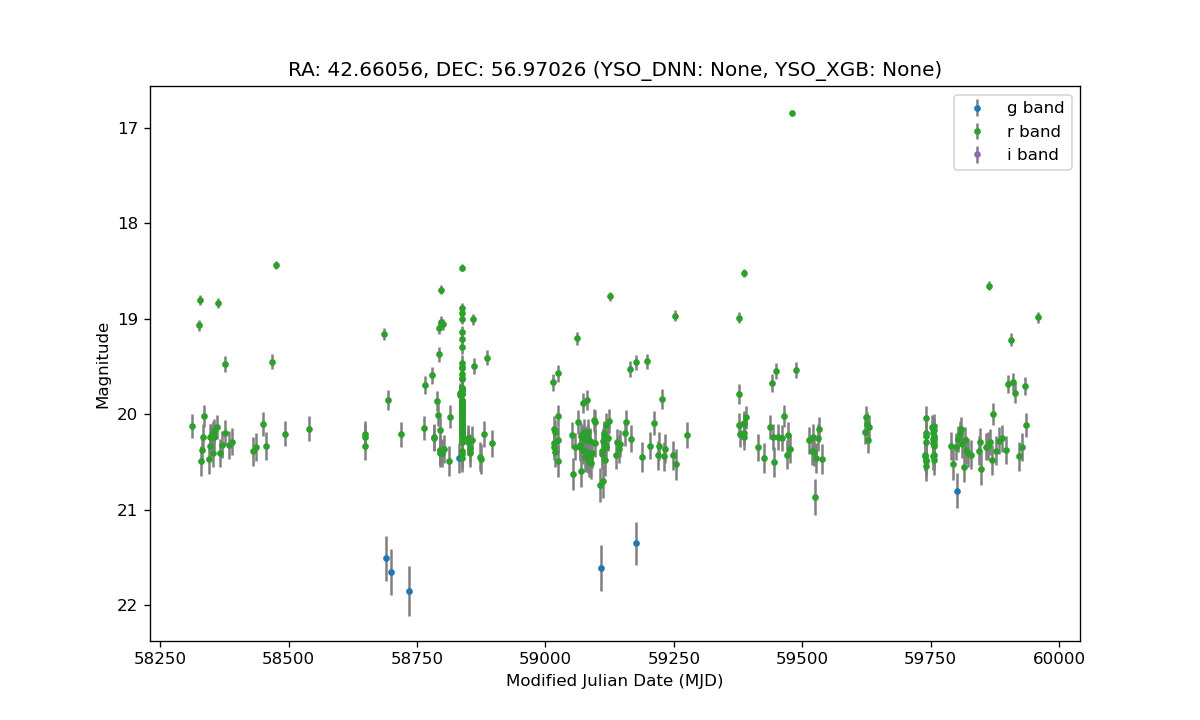 RA: 42.66056, DEC: 56.97026 (YSO_DNN: None, YSO_XGB: None)
g band
r band
i band
17
18
19
20
21
22
Magnitude
58250 58500 58750 59000 59250 59500 59750 60000
Modified Julian Date (MJD)